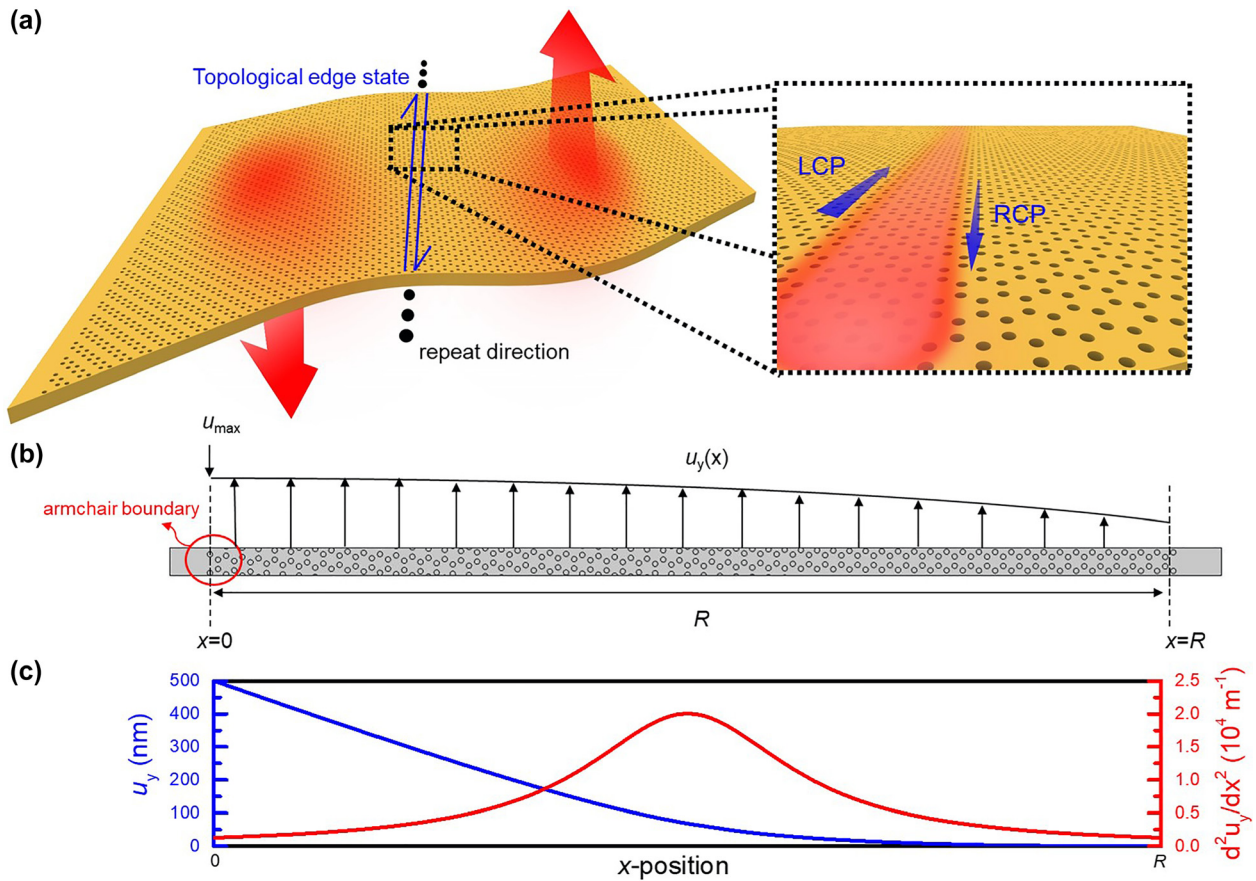 (a)
Topological edge state
repeat direction
LCP
RCP
(b)
umax
uy(x)
armchair boundary
R
x=0
x=R
(c)
500
400
300
200
100
0
uy (nm)
2.5
2.0
1.5
1.0
0.5
0.0
d²uy/dx² (10⁴ m⁻¹)
0
x-position
R